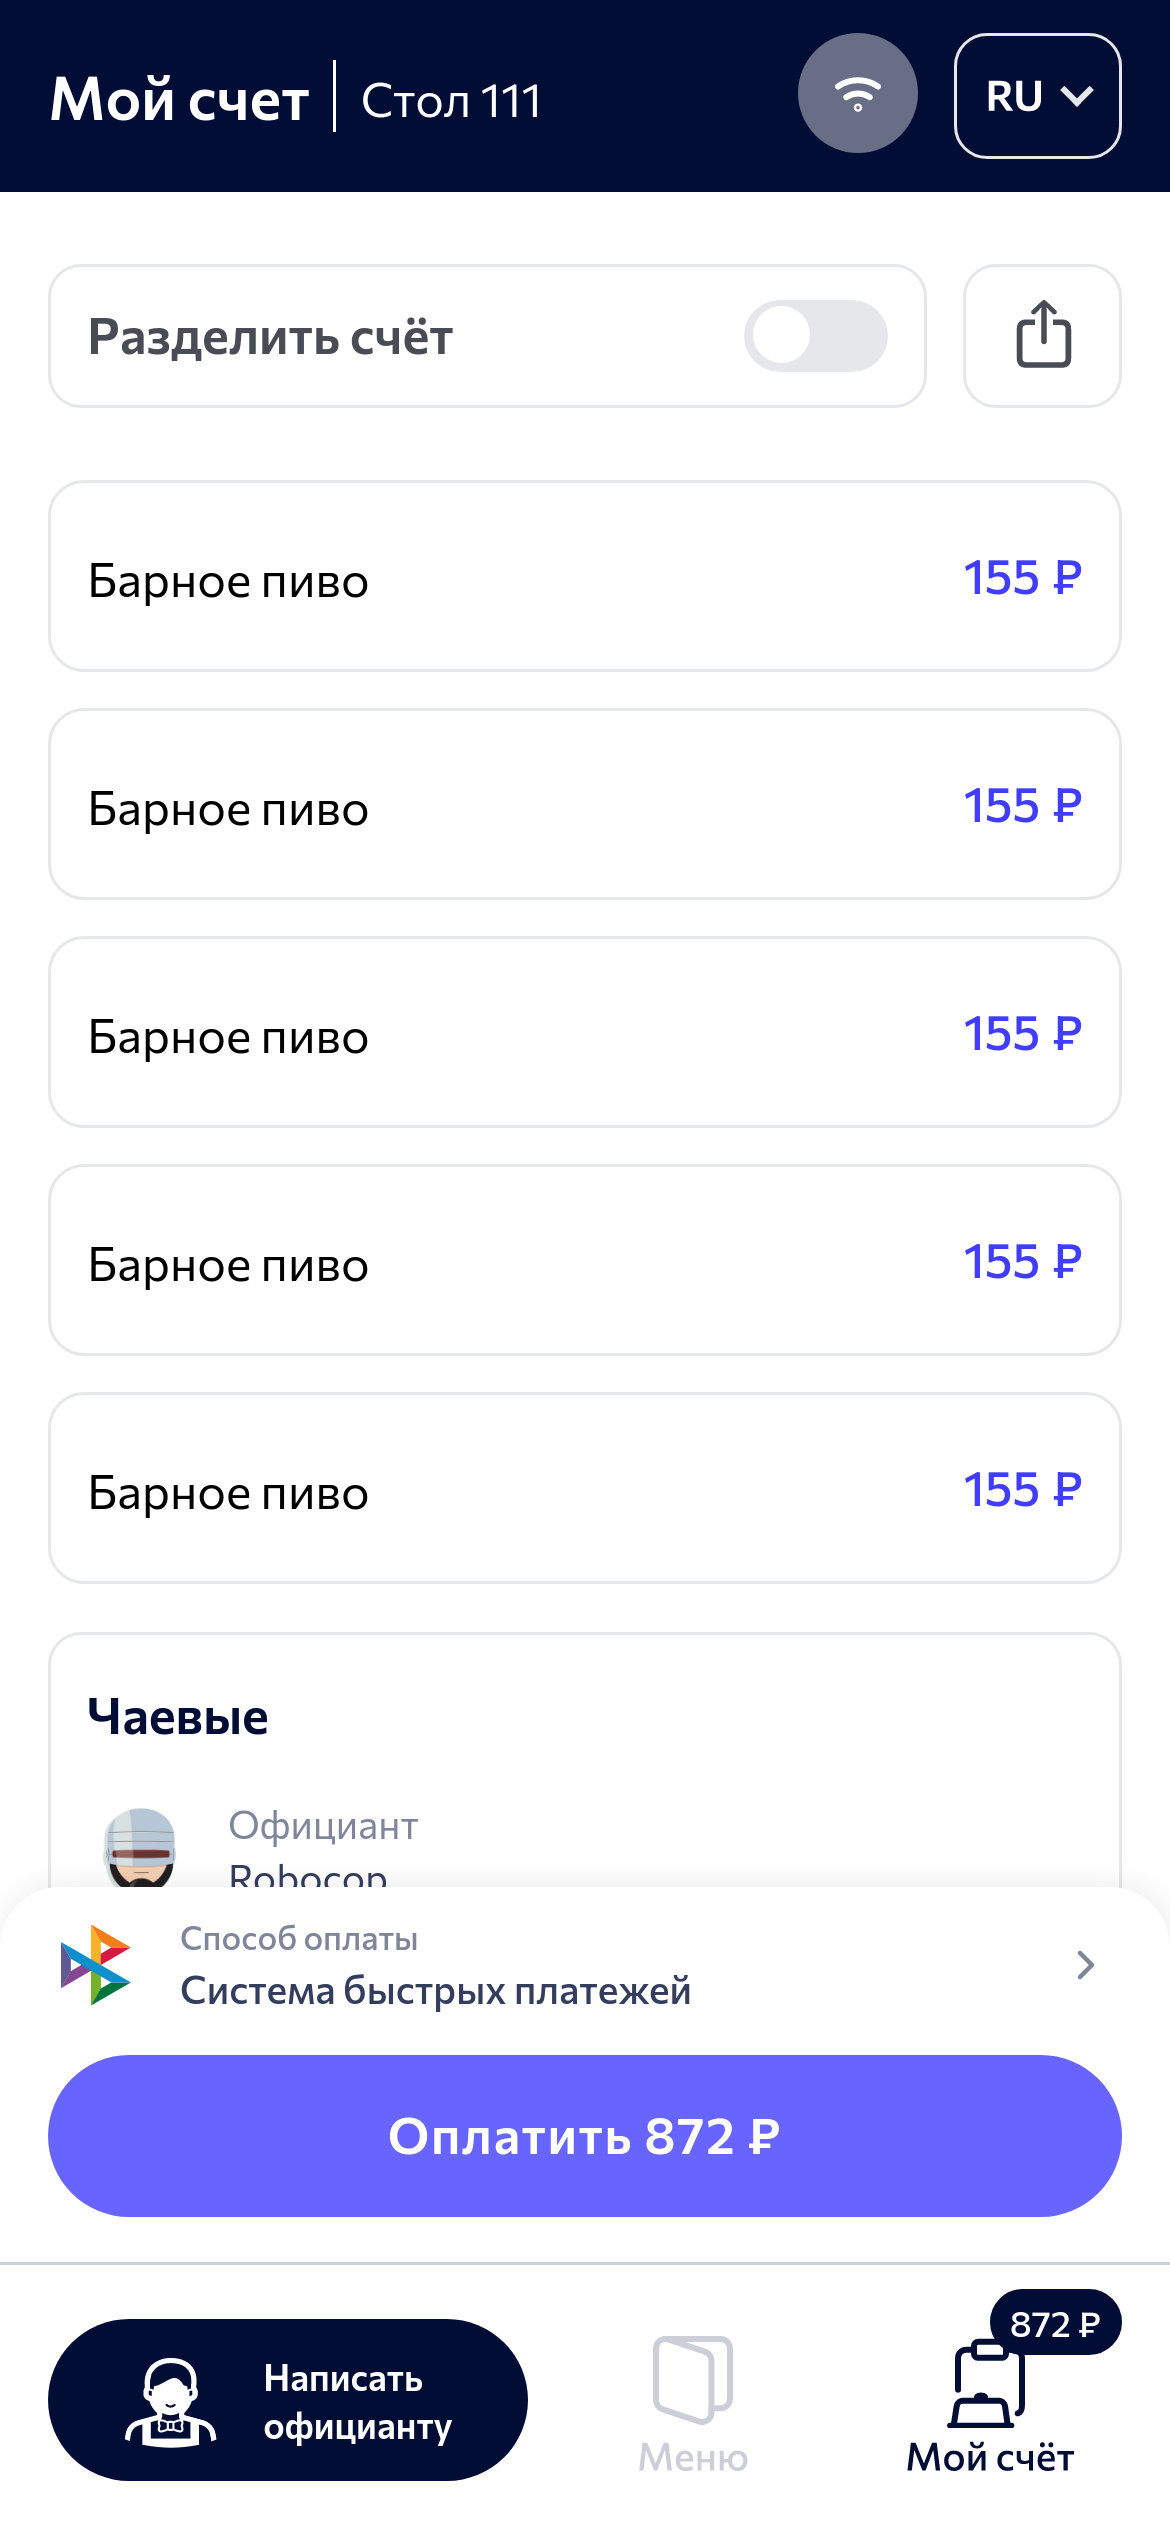 Мой счет
Стол 111
RU
Разделить счёт
Барное пиво 155 ₽
Барное пиво 155 ₽
Барное пиво 155 ₽
Барное пиво 155 ₽
Барное пиво 155 ₽
Чаевые
Официант
Robocop
Способ оплаты
Система быстрых платежей
Оплатить 872 ₽
Написать
официанту
Меню
872 ₽
Мой счёт